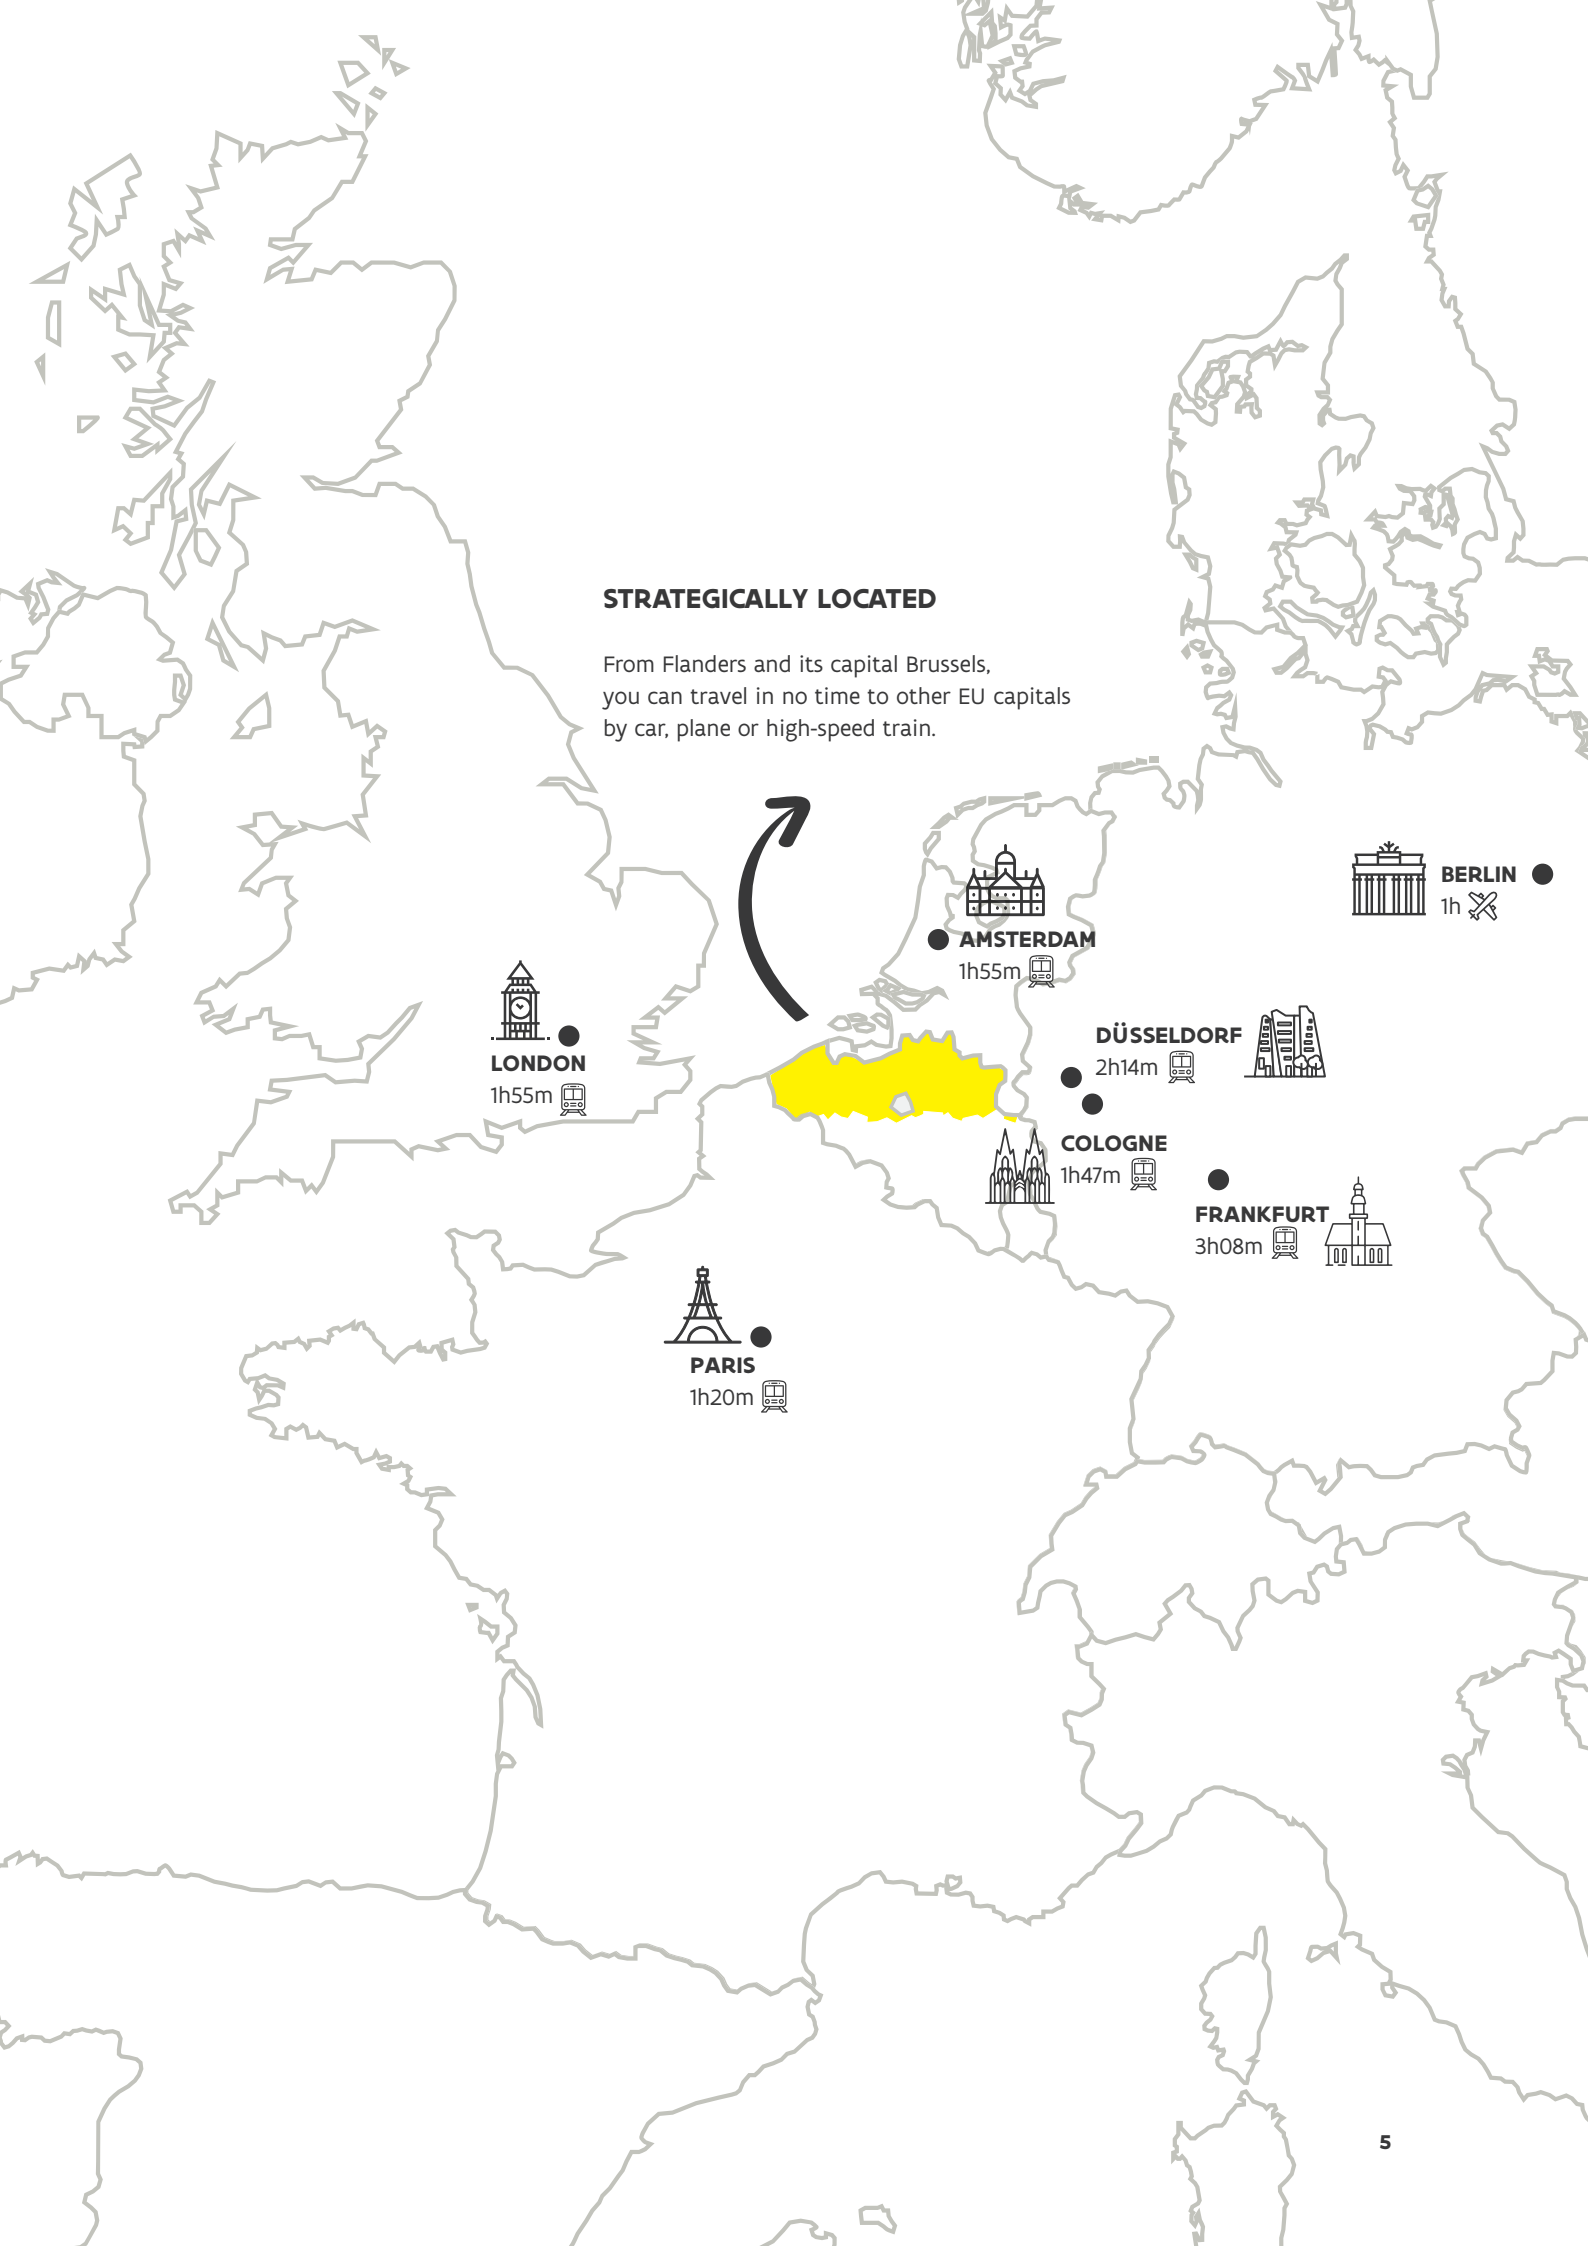 STRATEGICALLY LOCATED
From Flanders and its capital Brussels,
you can travel in no time to other EU capitals
by car, plane or high-speed train.
BERLIN
1h
AMSTERDAM
1h55m
LONDON
1h55m
DÜSSELDORF
2h14m
COLOGNE
1h47m
FRANKFURT
3h08m
PARIS
1h20m
5